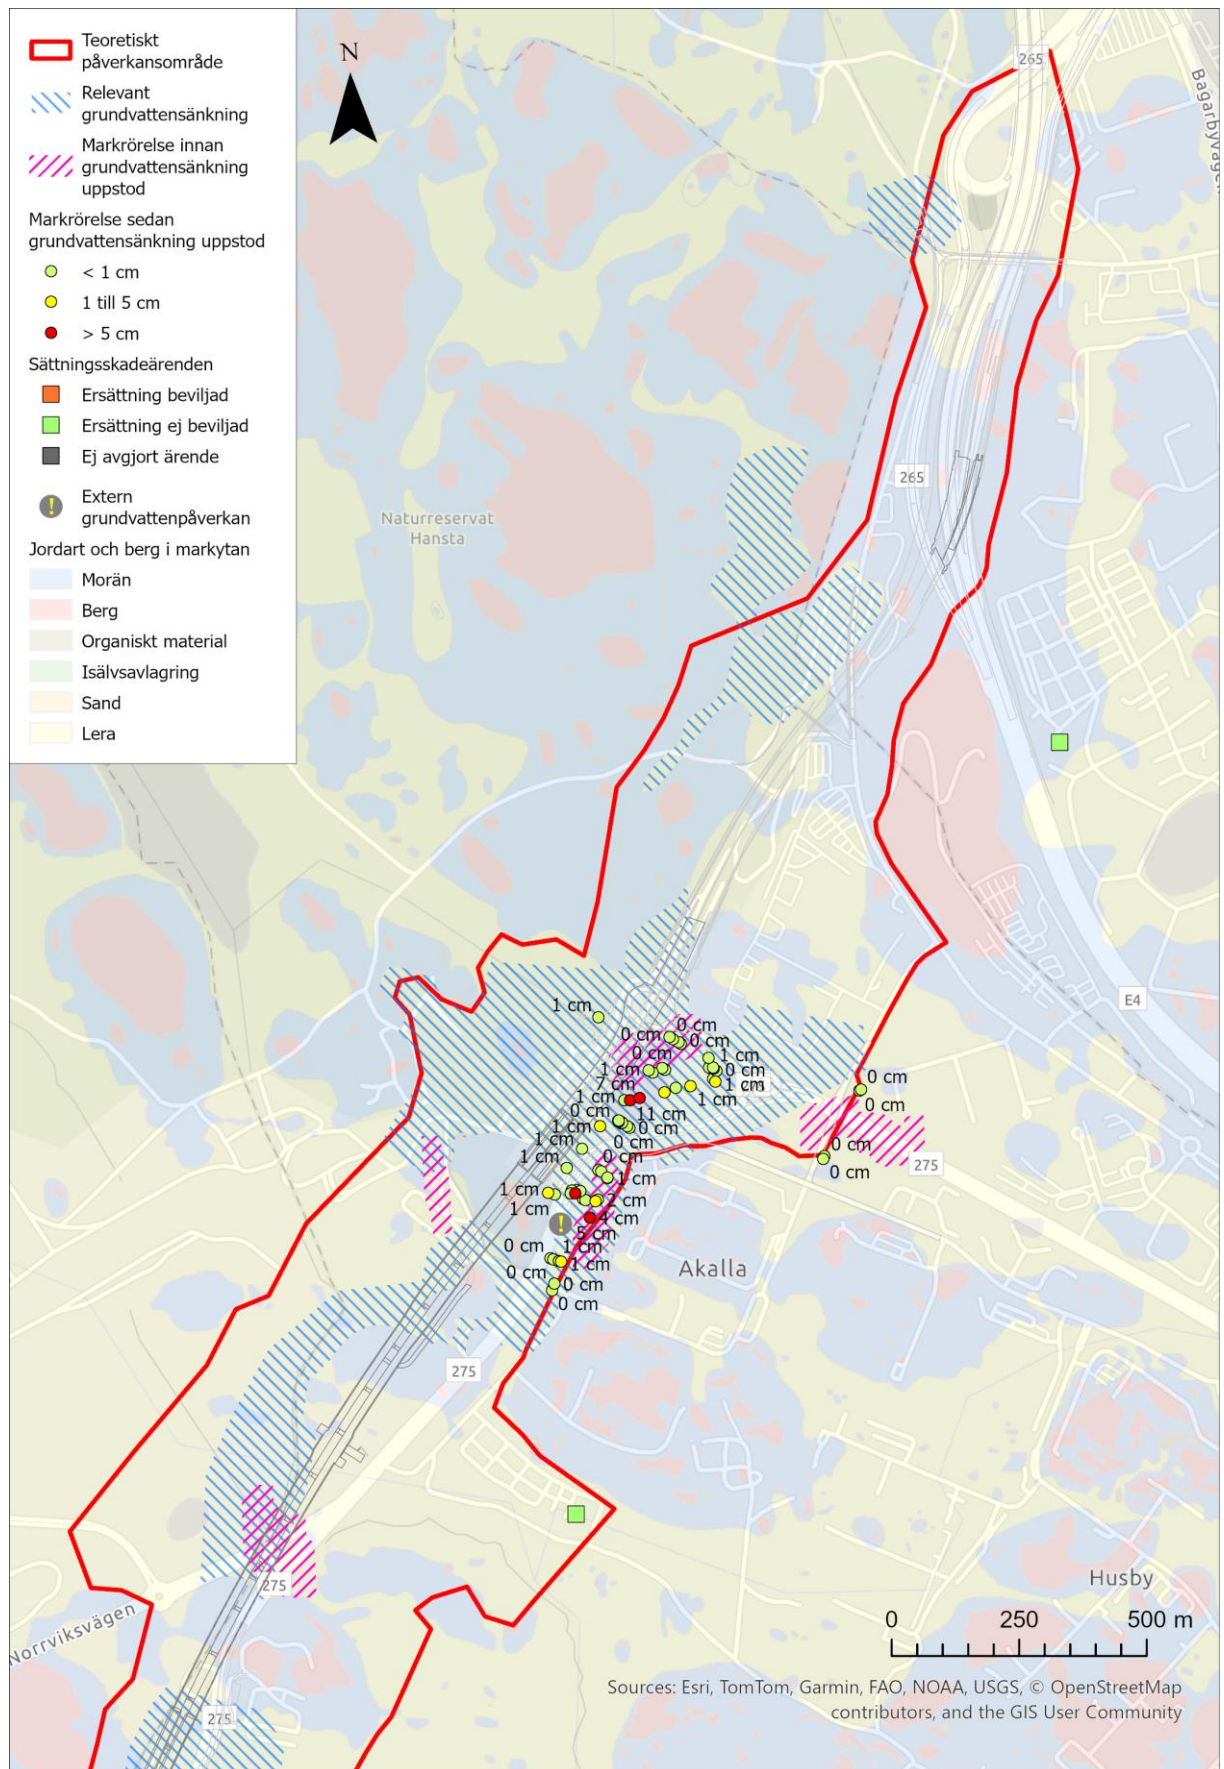 Teoretiskt
påverkansområde
Relevant
grundvattensänkning
Markrörelse innan
grundvattensänkning
uppstod
Markrörelse sedan
grundvattensänkning uppstod
< 1 cm
1 till 5 cm
> 5 cm
Sättningsskadeärenden
Ersättning beviljad
Ersättning ej beviljad
Ej avgjort ärende
!
Extern
grundvattenpåverkan
Jordart och berg i markytan
Morän
Berg
Organiskt material
Isälvsavlagring
Sand
Lera
N
265
Bagarbyvägen
265
Naturreservat
Hansta
E4
1 cm
0 cm
0 cm
0 cm
0 cm
1 cm
1 cm
0 cm
7 cm
1 cm
1 cm
1 cm
0 cm
11 cm
0 cm
0 cm
0 cm
1 cm
0 cm
1 cm
0 cm
0 cm
275
1 cm
0 cm
1 cm
1 cm
2 cm
1 cm
4 cm
!
5 cm
0 cm
1 cm
1 cm
0 cm
0 cm
0 cm
Akalla
275
275
Husby
Norrviksvägen
275
0 250 500 m
Sources: Esri, TomTom, Garmin, FAO, NOAA, USGS, © OpenStreetMap
contributors, and the GIS User Community